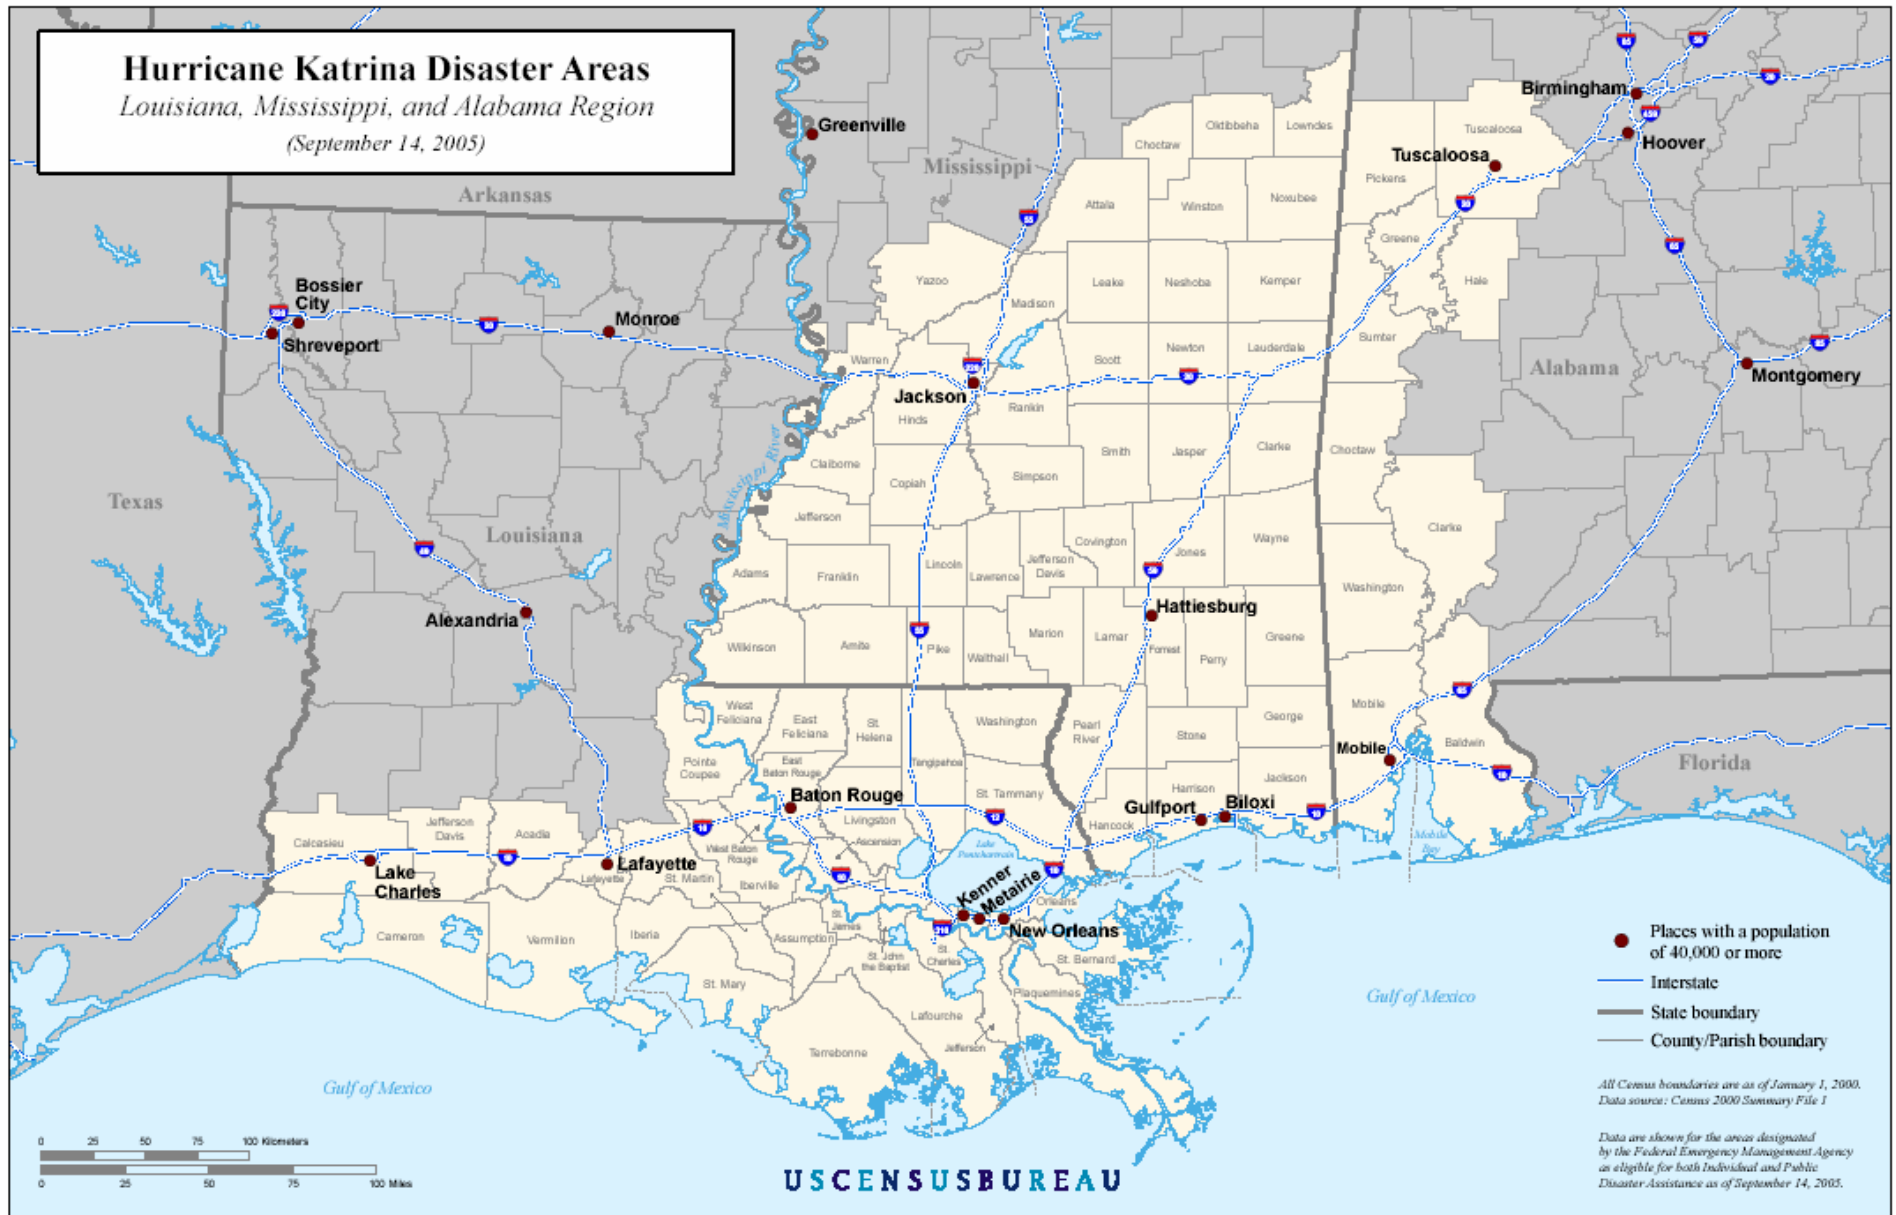 Hurricane Katrina Disaster Areas
Louisiana, Mississippi, and Alabama Region
(September 14, 2005)
Arkansas
Greenville
Mississippi
55
Choctaw
Oktibbeha
Lowndes
Attala
Winston
Noxubee
Birmingham
Hoover
Tuscaloosa
Tuscaloosa
Pickens
Greene
Hale
65
Yazoo
Madison
Leake
Neshoba
Kemper
Bossier
City
Shreveport
Monroe
Warren
Jackson
Hinds
Rankin
Scott
Newton
Lauderdale
Sumter
Alabama
Montgomery
Texas
Louisiana
Mississippi River
Claiborne
Copiah
Simpson
Smith
Jasper
Clarke
Choctaw
Jefferson
Adams
Franklin
Lincoln
Lawrence
Jefferson
Davis
Covington
Jones
Wayne
Clarke
Washington
Alexandria
Hattiesburg
Wilkinson
Amite
Pike
Walthall
Marion
Lamar
Forrest
Perry
Greene
West
Feliciana
East
Feliciana
St.
Helena
Washington
Pearl
River
Stone
George
Mobile
Mobile
Baldwin
Florida
Pointe
Coupee
East
Baton Rouge
Tangipahoa
St. Tammany
Harrison
Jackson
Baton Rouge
Livingston
Ascension
12
Hancock
Gulfport
Biloxi
10
Mobile
Bay
Calcasieu
Jefferson
Davis
Acadia
Lake
Charles
Lafayette
Lafayette
St. Martin
West Baton
Rouge
Iberville
Lake
Pontchartrain
Kenner
Metairie
Orleans
New Orleans
Cameron
Vermilion
Iberia
Assumption
St.
James
St. John
the Baptist
St.
Charles
St. Bernard
St. Mary
Plaquemines
Lafourche
Jefferson
Terrebonne
Gulf of Mexico
Gulf of Mexico
Places with a population
of 40,000 or more
Interstate
State boundary
County/Parish boundary
All Census boundaries are as of January 1, 2000.
Data source: Census 2000 Summary File 1
Data are shown for the areas designated
by the Federal Emergency Management Agency
as eligible for both Individual and Public
Disaster Assistance as of September 14, 2005.
0 25 50 75 100 Kilometers
0 25 50 75 100 Miles
USCENSUSBUREAU